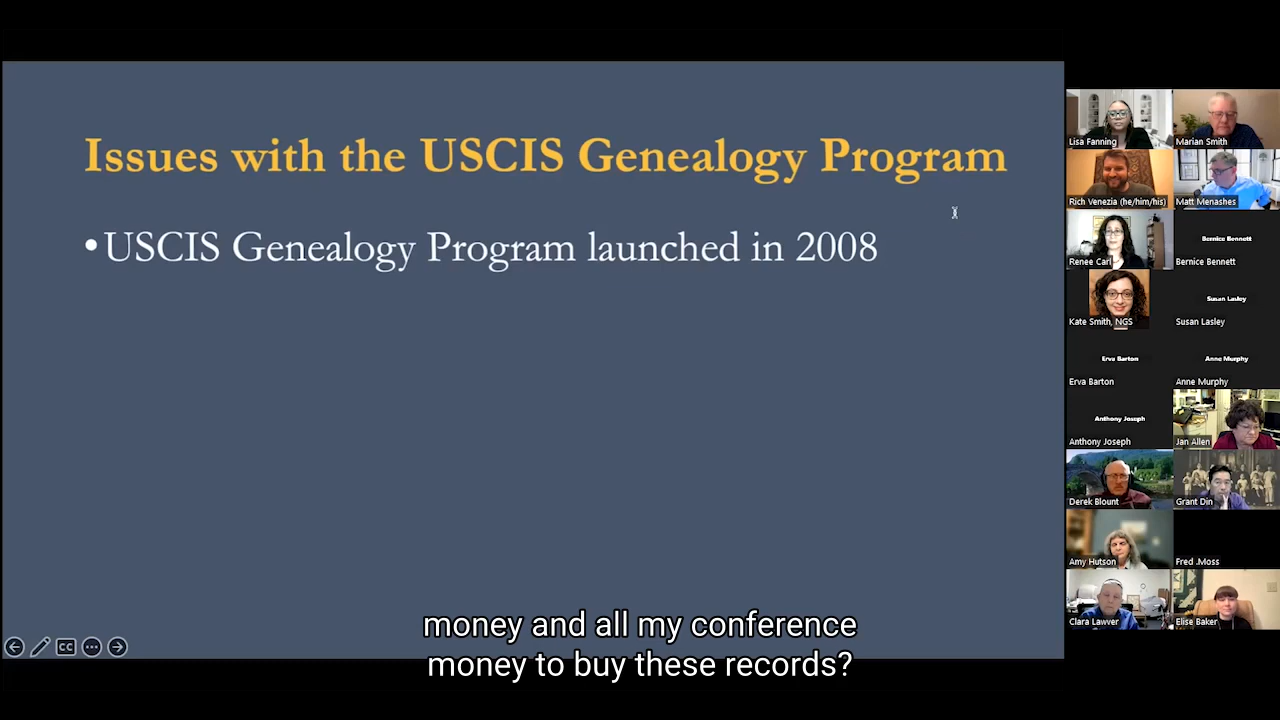 Issues with the USCIS Genealogy Program
•USCIS Genealogy Program launched in 2008
money and all my conference
money to buy these records?
CC
Lisa Fanning
Marian Smith
Rich Venezia (he/him/his)
Matt Menashes
Renee Carl
Bernice Bennett
Bernice Bennett
Kate Smith, NGS
Susan Lasley
Susan Lasley
Erva Barton
Erva Barton
Anne Murphy
Anne Murphy
Anthony Joseph
Anthony Joseph
Jan Allen
Derek Blount
Grant Din
Amy Hutson
Fred .Moss
Clara Lawver
Elise Baker